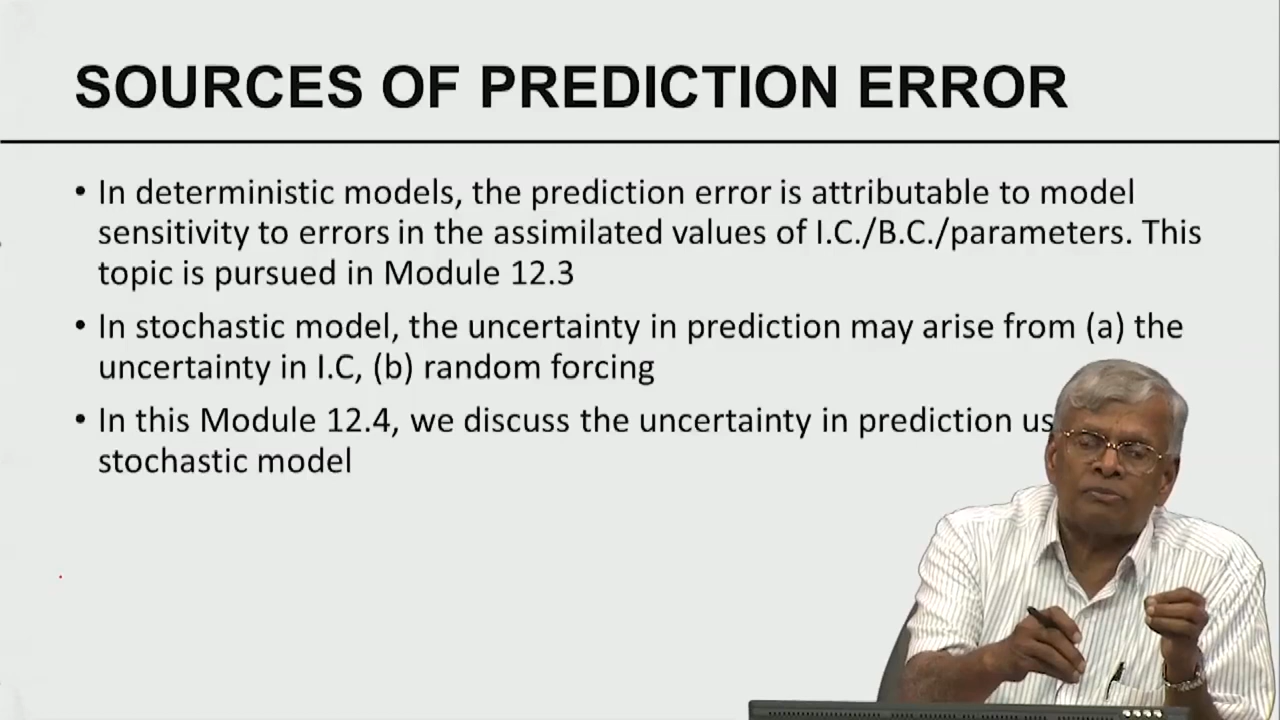 SOURCES OF PREDICTION ERROR
• In deterministic models, the prediction error is attributable to model
sensitivity to errors in the assimilated values of I.C./B.C./parameters. This
topic is pursued in Module 12.3
• In stochastic model, the uncertainty in prediction may arise from (a) the
uncertainty in I.C, (b) random forcing
• In this Module 12.4, we discuss the uncertainty in prediction us
stochastic model